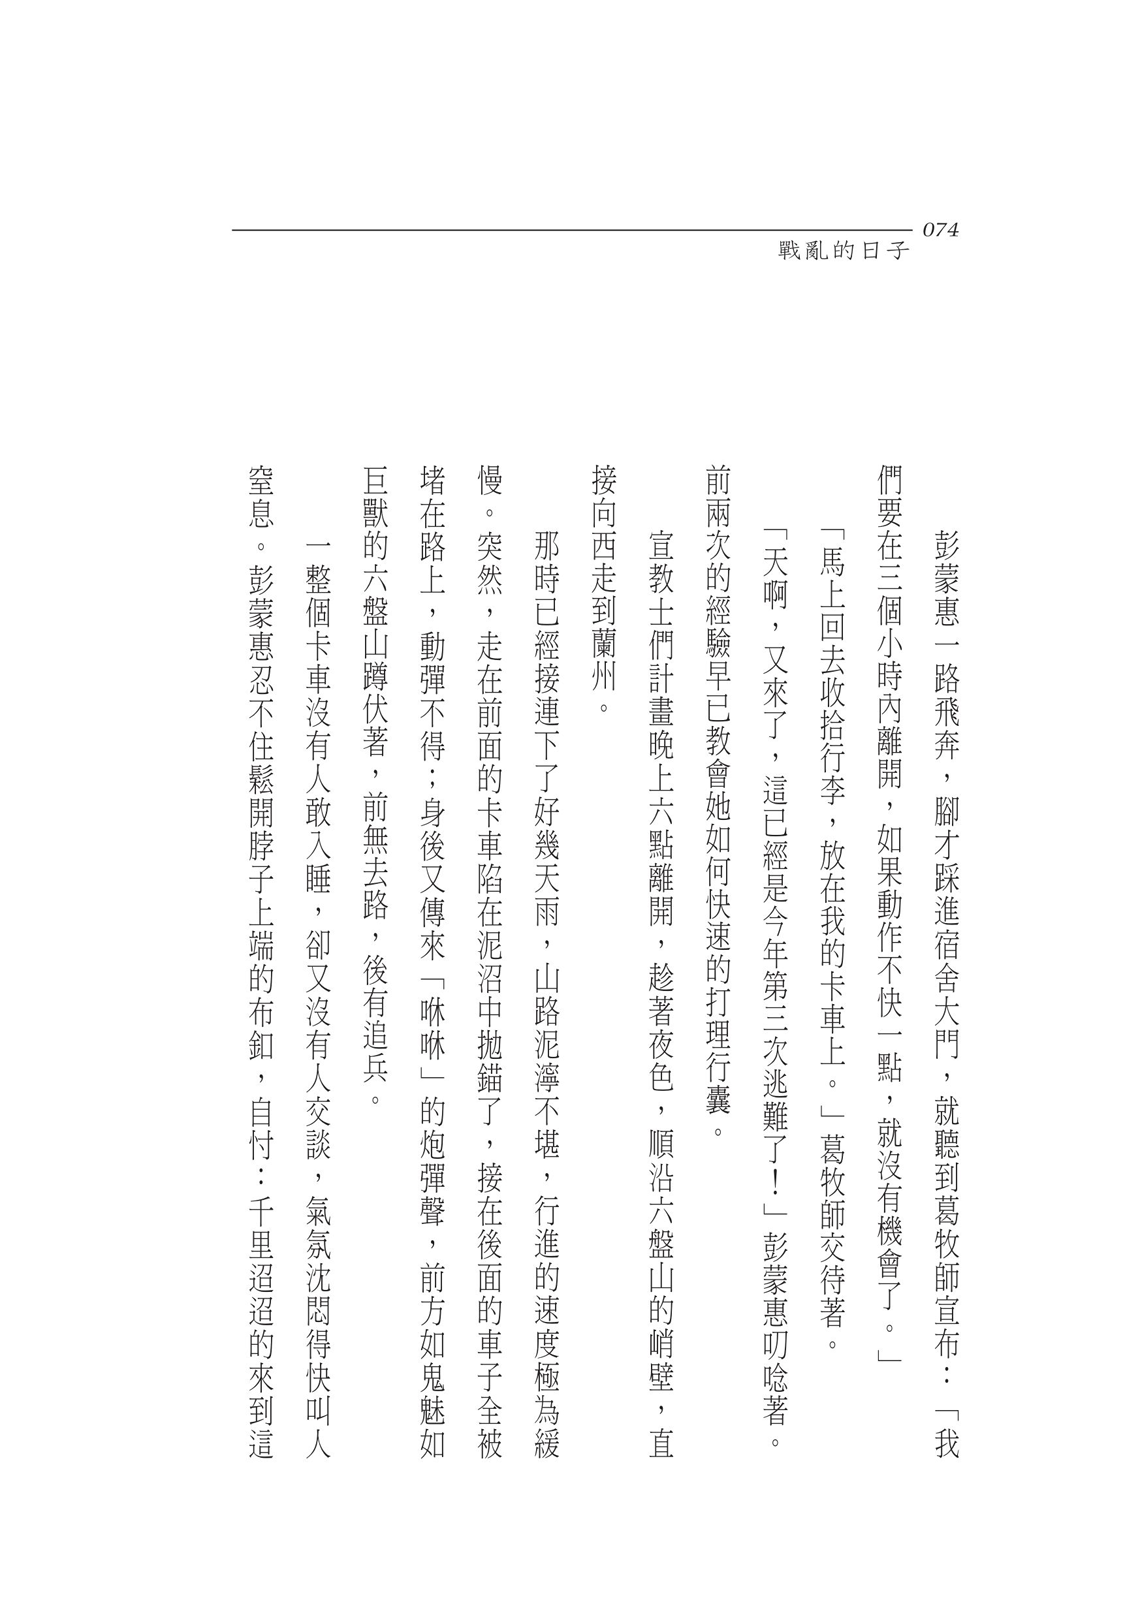 074
戰亂的日子
彭蒙惠一路飛奔，腳才踩進宿舍大門，就聽到葛牧師宣布：「我
們要在三個小時內離開，如果動作不快一點，就沒有機會了。」
「馬上回去收拾行李，放在我的卡車上。」葛牧師交待著。
「天啊，又來了，這已經是今年第三次逃難了！」彭蒙惠叨唸著。
前兩次的經驗早已教會她如何快速的打理行囊。
宣教士們計畫晚上六點離開，趁著夜色，順沿六盤山的峭壁，直
接向西走到蘭州。
那時已經接連下了好幾天雨，山路泥濘不堪，行進的速度極為緩
慢。突然，走在前面的卡車陷在泥沼中拋錨了，接在後面的車子全被
堵在路上，動彈不得；身後又傳來「咻咻」的炮彈聲，前方如鬼魅如
巨獸的六盤山蹲伏著，前無去路，後有追兵。
一整個卡車沒有人敢入睡，卻又沒有人交談，氣氛沈悶得快叫人
窒息。彭蒙惠忍不住鬆開脖子上端的布釦，自忖：千里迢迢的來到這